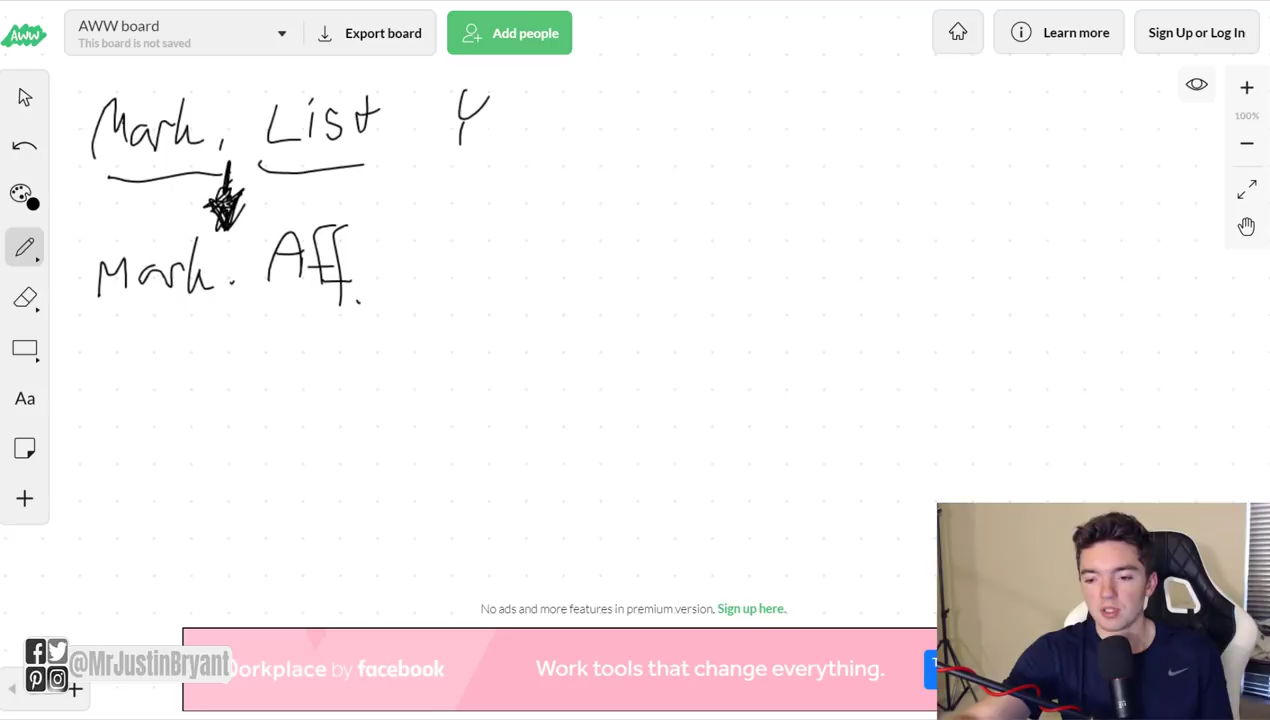 AWW
AWW board
This board is not saved
Export board
Add people
Learn more
Sign Up or Log In
100%
Mark, List Y
Mark. Aff.
Aa
No ads and more features in premium version. Sign up here.
@MrJustinBryant
orkplace by facebook
Work tools that change everything.